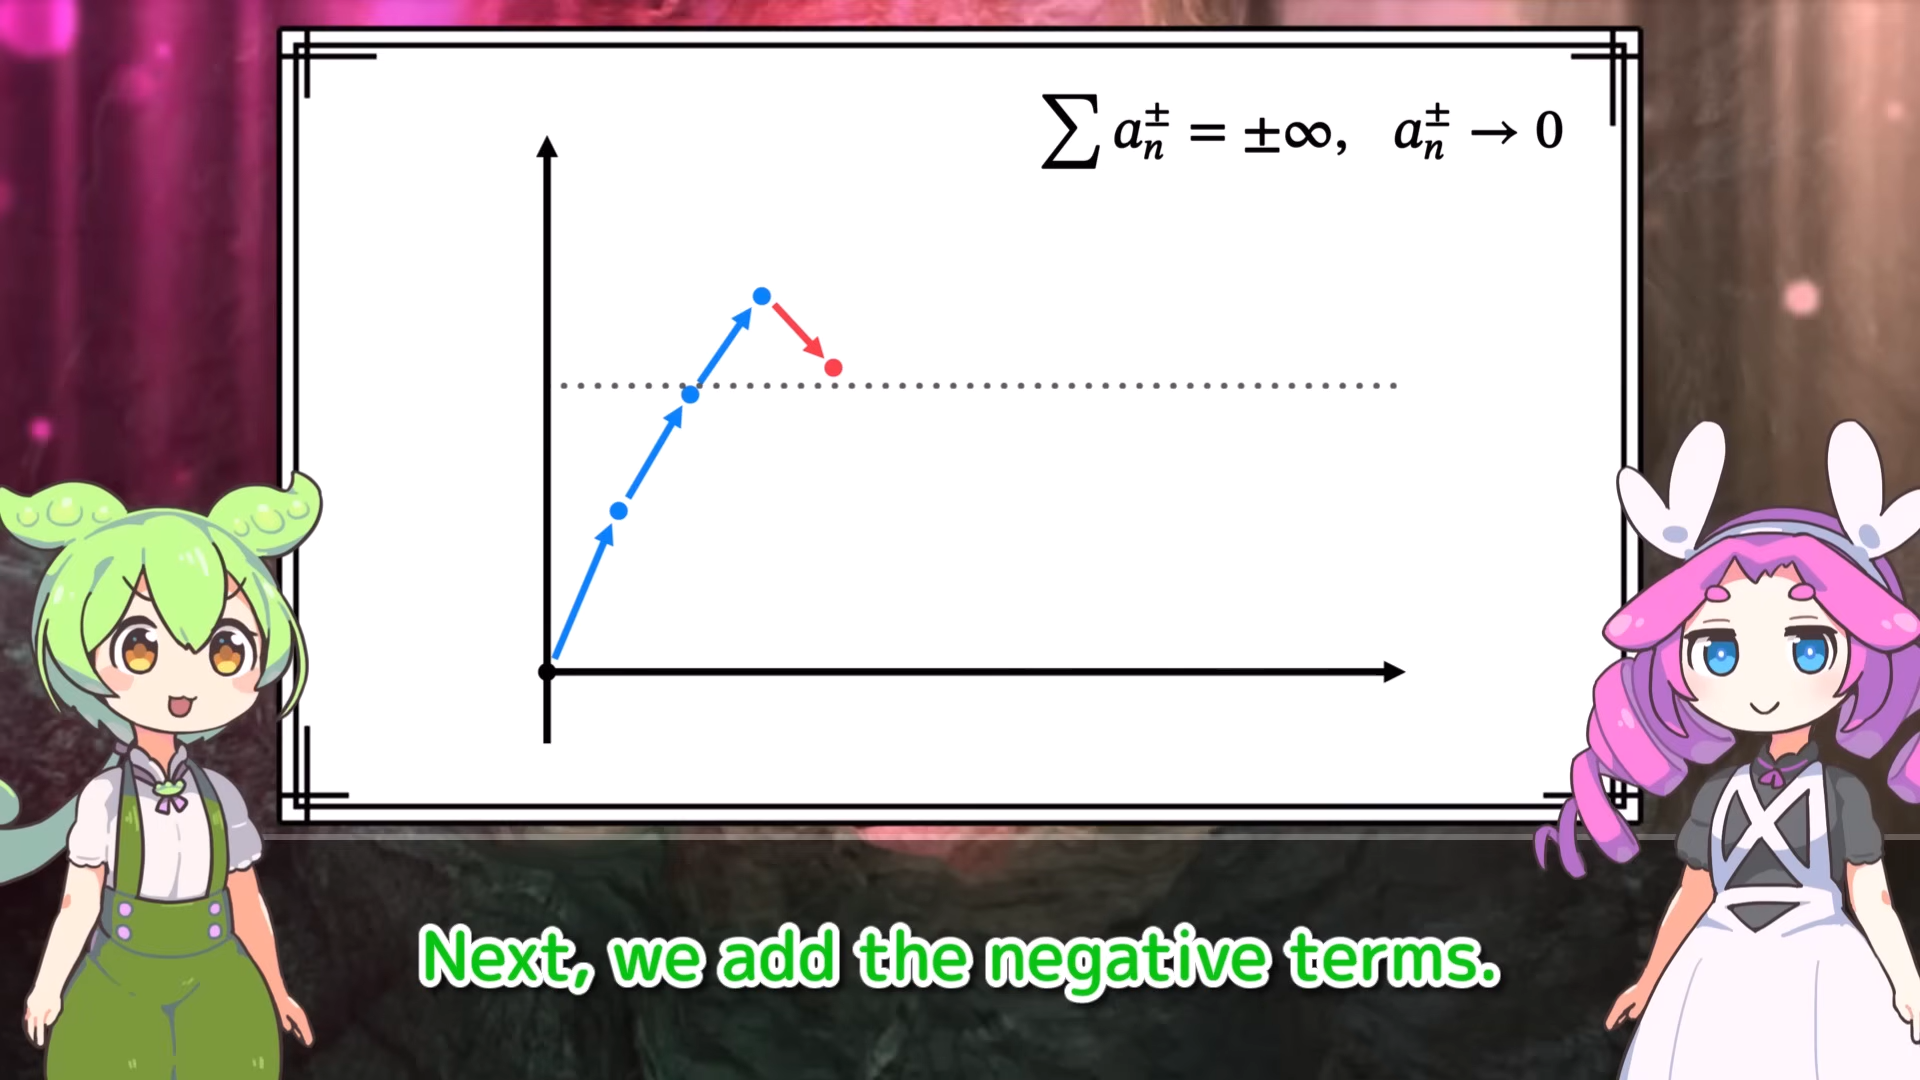 ∑ aₙ± = ±∞, aₙ± → 0
Next, we add the negative terms.